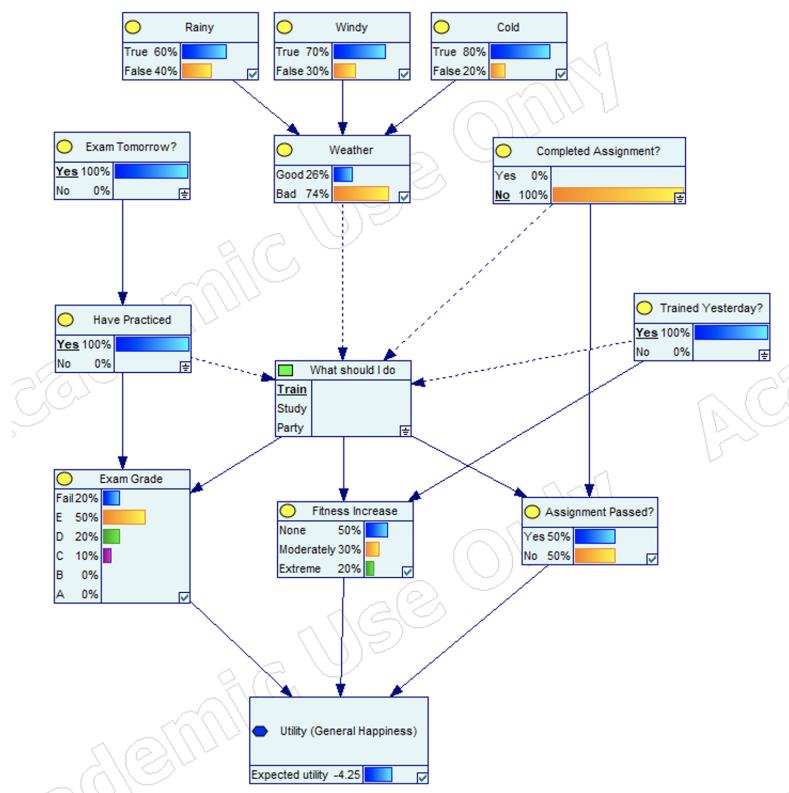 Rainy
True 60%
False 40%
Windy
True 70%
False 30%
Cold
True 80%
False 20%
Exam Tomorrow?
Yes 100%
No 0%
Weather
Good 26%
Bad 74%
Completed Assignment?
Yes 0%
No 100%
Have Practiced
Yes 100%
No 0%
Trained Yesterday?
Yes 100%
No 0%
What should I do
Train
Study
Party
Exam Grade
Fail 20%
E 50%
D 20%
C 10%
B 0%
A 0%
Fitness Increase
None 50%
Moderately 30%
Extreme 20%
Assignment Passed?
Yes 50%
No 50%
Utility (General Happiness)
Expected utility -4.25
Academic Use Only
Academic Use Only
Aca